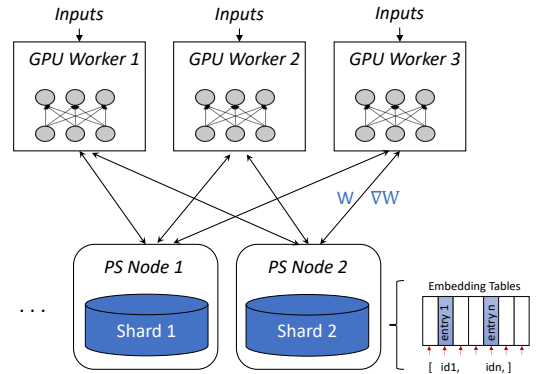 Inputs Inputs Inputs
GPU Worker 1 GPU Worker 2 GPU Worker 3
W ∇W
PS Node 1 PS Node 2
Embedding Tables
. . .
Shard 1 Shard 2
entry 1 entry n
[ id1, idn, ]